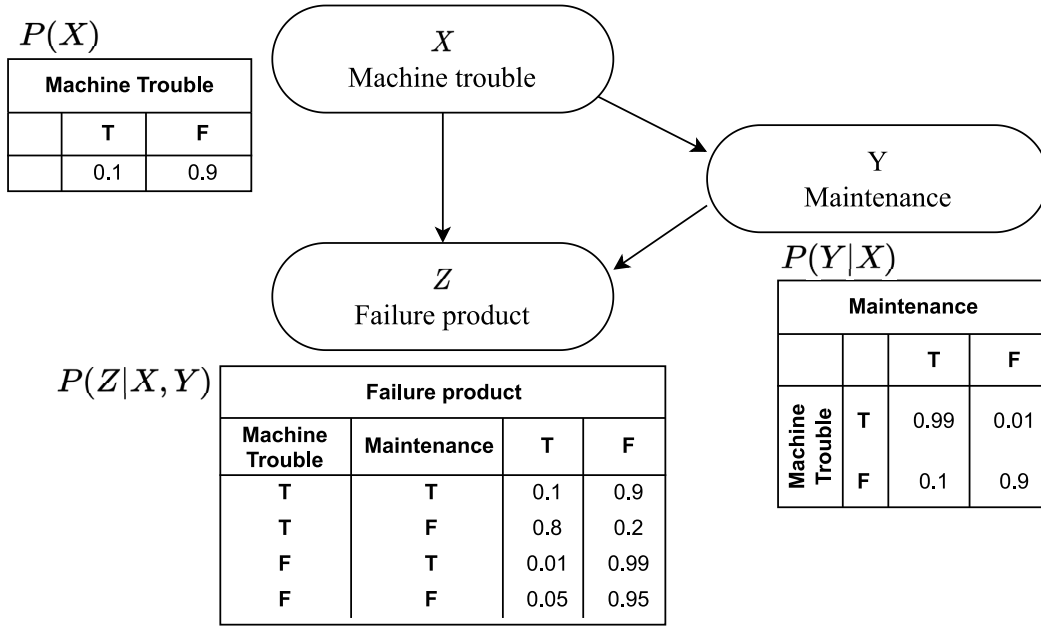 P(X)
Machine Trouble
T F
0.1 0.9
X
Machine trouble
Y
Maintenance
Z
Failure product
P(Y|X)
Maintenance
T F
Machine Trouble
T 0.99 0.01
F 0.1 0.9
P(Z|X, Y)
Failure product
Machine Trouble Maintenance T F
T T 0.1 0.9
T F 0.8 0.2
F T 0.01 0.99
F F 0.05 0.95